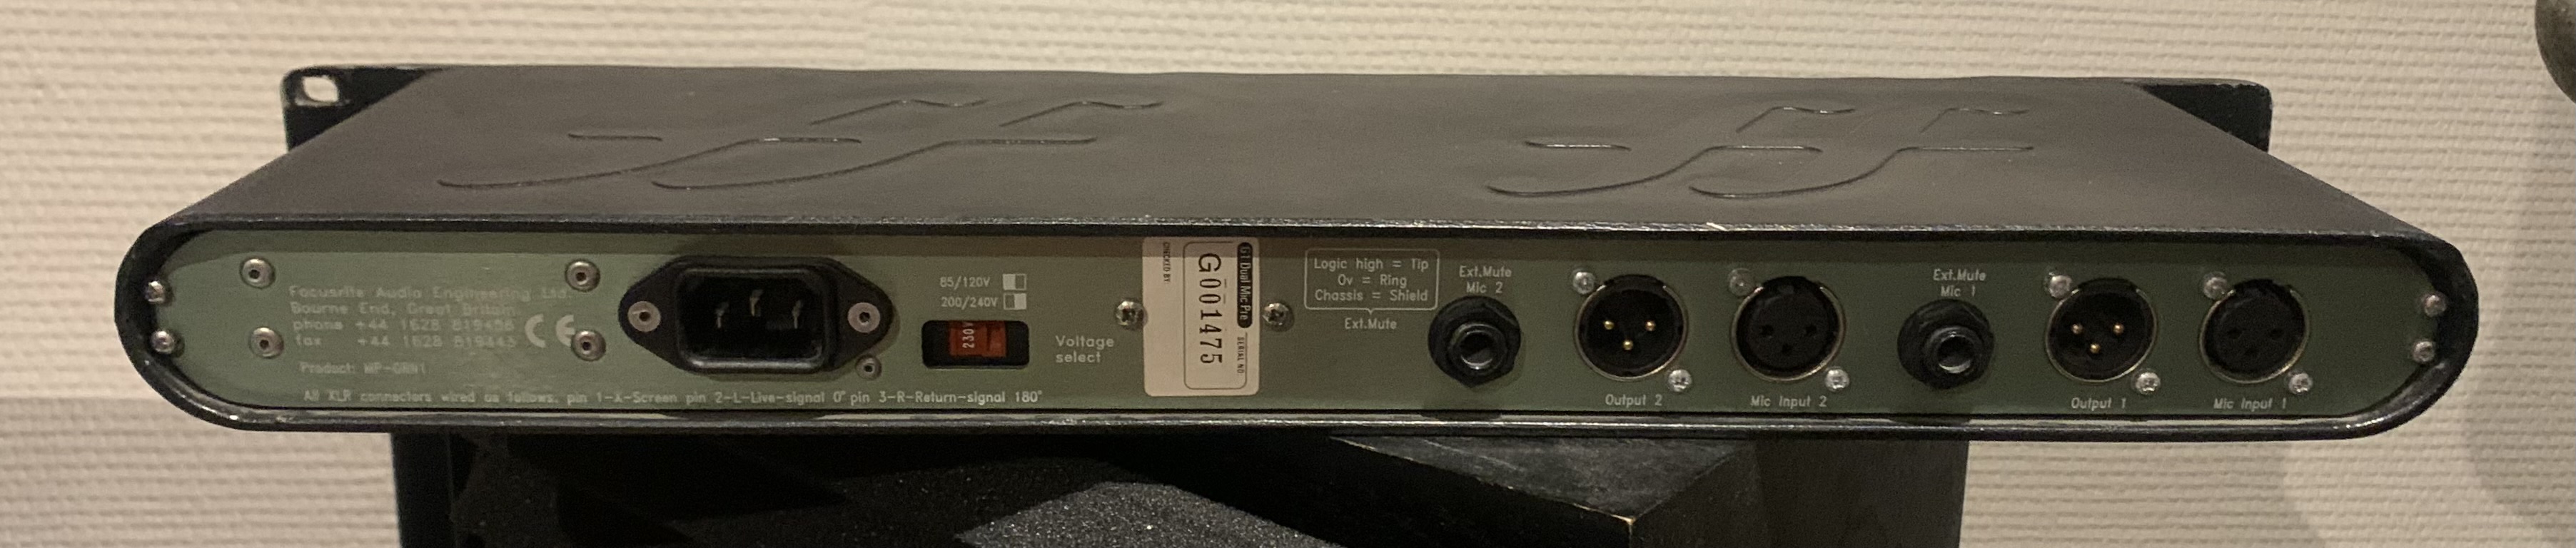 Focusrite Audio Engineering Ltd.
Bourne End, Great Britain.
phone +44 1628 819456
fax +44 1628 819443
CE
Product: MP-GRN1
All XLR connectors wired as follows: pin 1-X-Screen pin 2-L-Live-signal 0° pin 3-R-Return-signal 180°
85/120V
200/240V
230V
Voltage
select
CHECKED BY
G001475
G1 Dual Mic Pre
SERIAL NO
Logic high = Tip
0v = Ring
Chassis = Shield
Ext.Mute
Ext.Mute
Mic 2
Output 2
Mic Input 2
Ext.Mute
Mic 1
Output 1
Mic Input 1